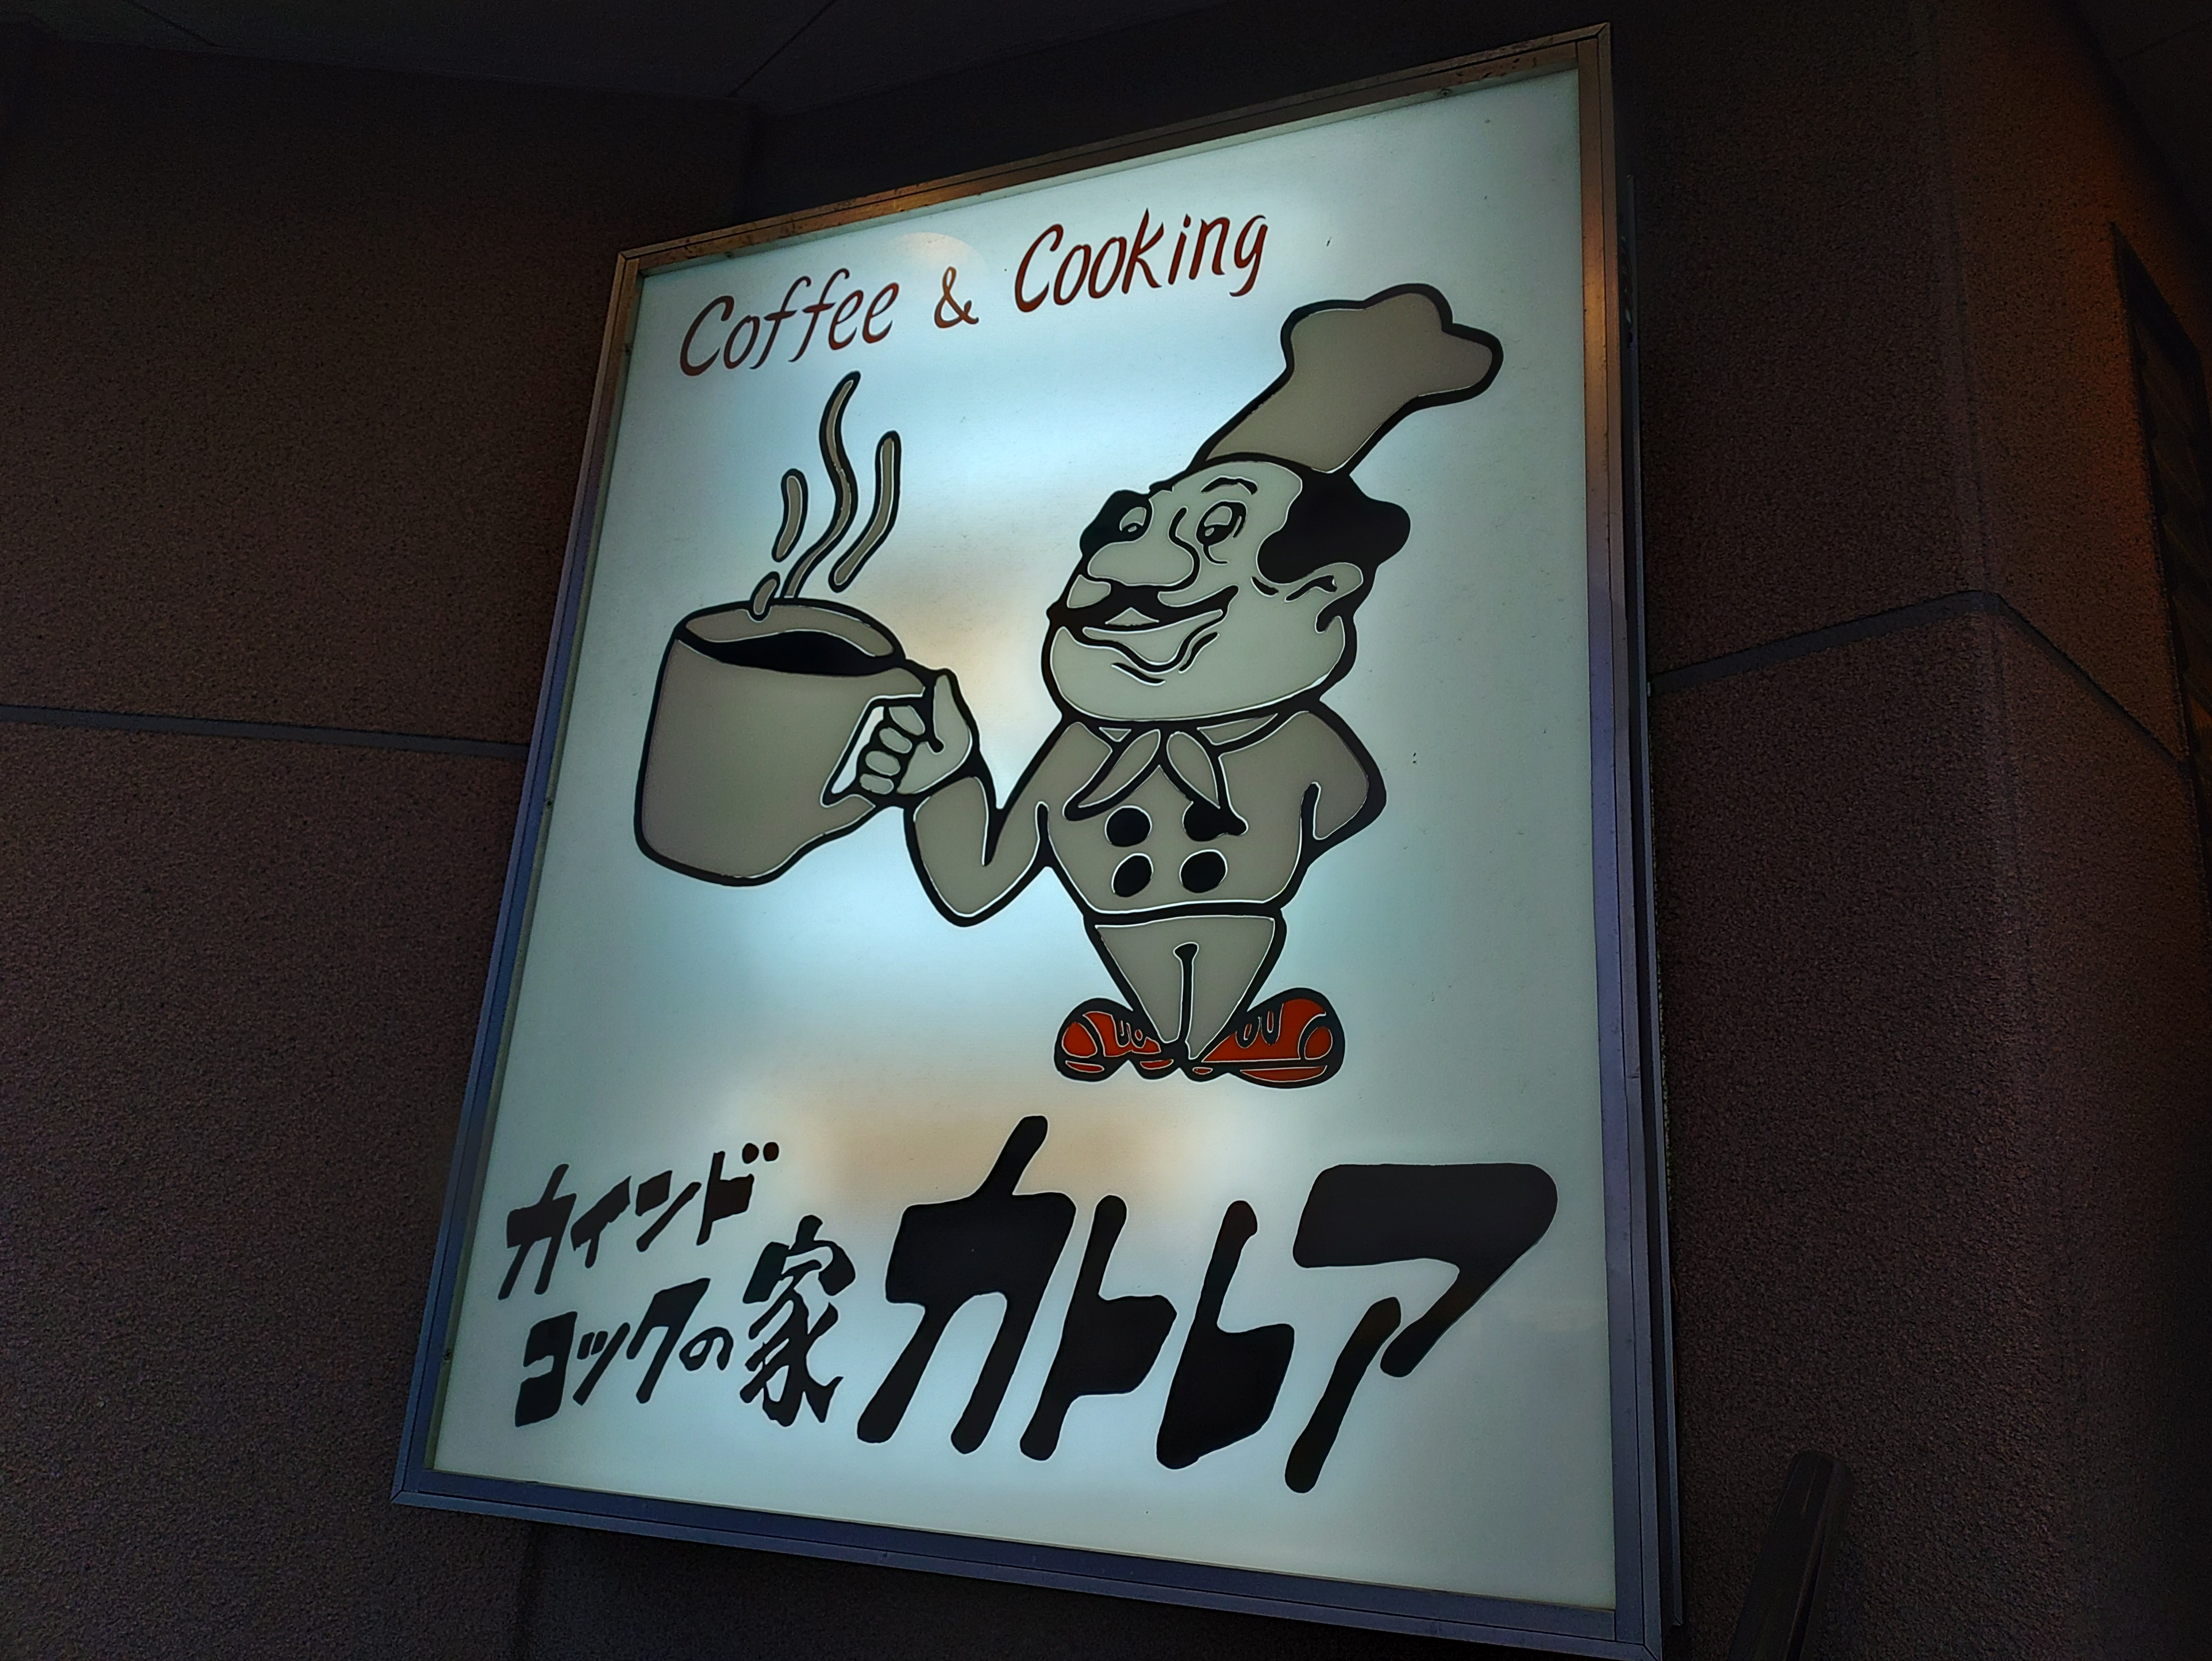 Coffee & Cooking
カインド
コックの家
カトレア